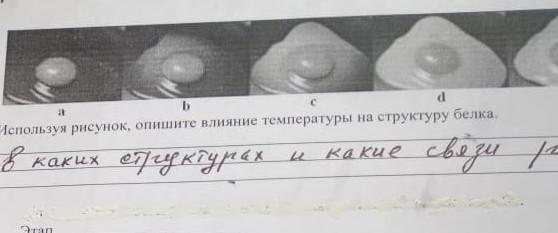 a b c d
Используя рисунок, опишите влияние температуры на структуру белка.
в каких структурах и какие связи
Этап